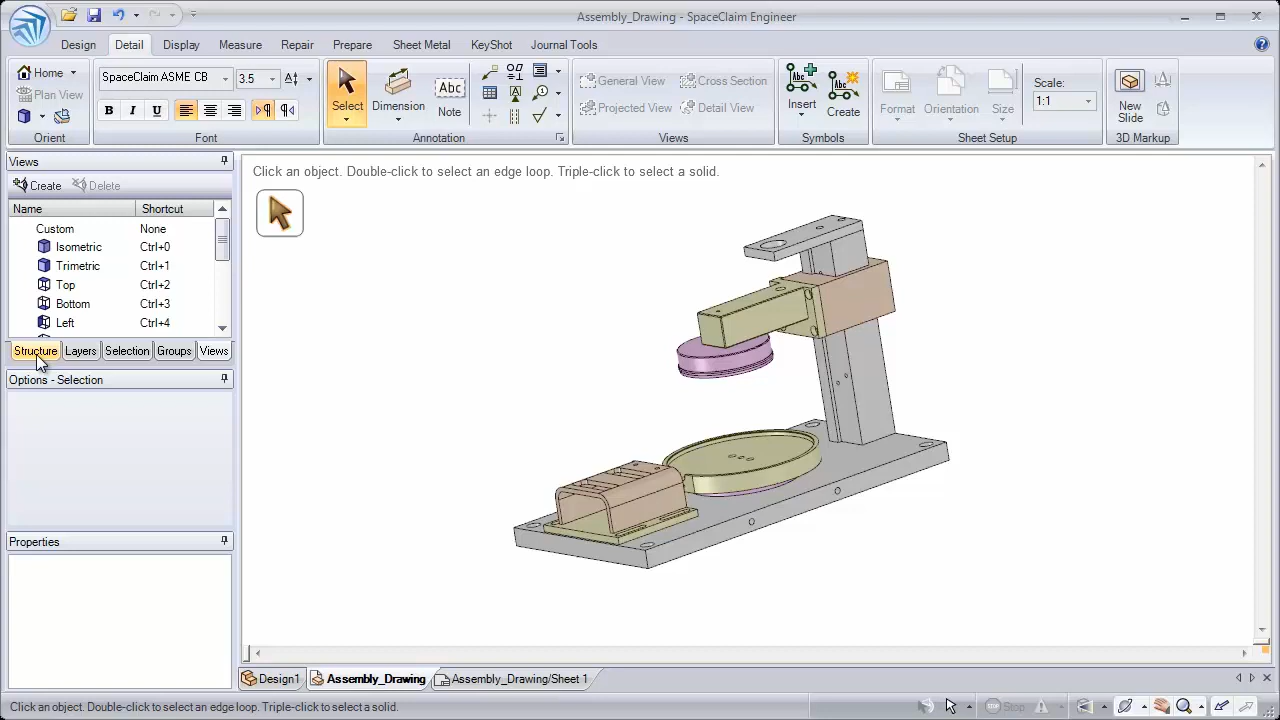 Assembly_Drawing - SpaceClaim Engineer
Design Detail Display Measure Repair Prepare Sheet Metal KeyShot Journal Tools
Home
Plan View
Orient
SpaceClaim ASME CB 3.5
B I U
Font
Select
Dimension
Abc
Note
Annotation
General View
Cross Section
Projected View
Detail View
Views
Abc
Insert
Abc
Create
Symbols
Format
Orientation
Size
Scale:
1:1
Sheet Setup
New
Slide
3D Markup
Views
Create Delete
Name Shortcut
Custom None
Isometric Ctrl+0
Trimetric Ctrl+1
Top Ctrl+2
Bottom Ctrl+3
Left Ctrl+4
Structure Layers Selection Groups Views
Options - Selection
Properties
Click an object. Double-click to select an edge loop. Triple-click to select a solid.
Design1 Assembly_Drawing Assembly_Drawing/Sheet 1
Click an object. Double-click to select an edge loop. Triple-click to select a solid.
Stop